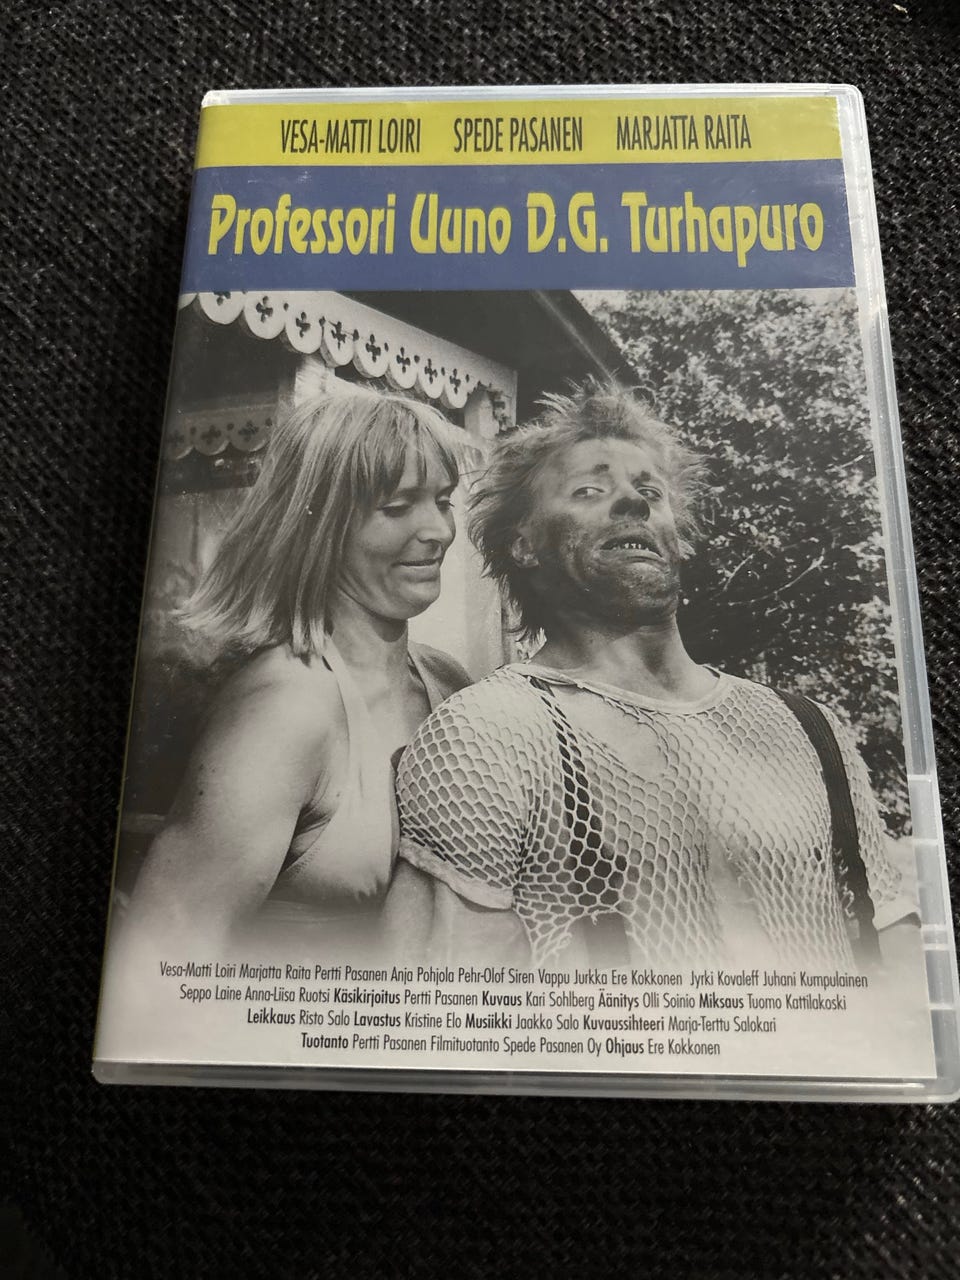 VESA-MATTI LOIRI SPEDE PASANEN MARJATTA RAITA
Professori Uuno D.G. Turhapuro
Vesa-Matti Loiri Marjatta Raita Pertti Pasanen Anja Pohjola Pehr-Olof Siren Vappu Jurkka Ere Kokkonen Jyrki Kovaleff Juhani Kumpulainen
Seppo Laine Anna-Liisa Ruotsi Käsikirjoitus Pertti Pasanen Kuvaus Kari Sohlberg Äänitys Olli Soinio Miksaus Tuomo Kattilakoski
Leikkaus Risto Salo Lavastus Kristine Elo Musiikki Jaakko Salo Kuvaussihteeri Marja-Terttu Salokari
Tuotanto Pertti Pasanen Filmituotanto Spede Pasanen Oy Ohjaus Ere Kokkonen